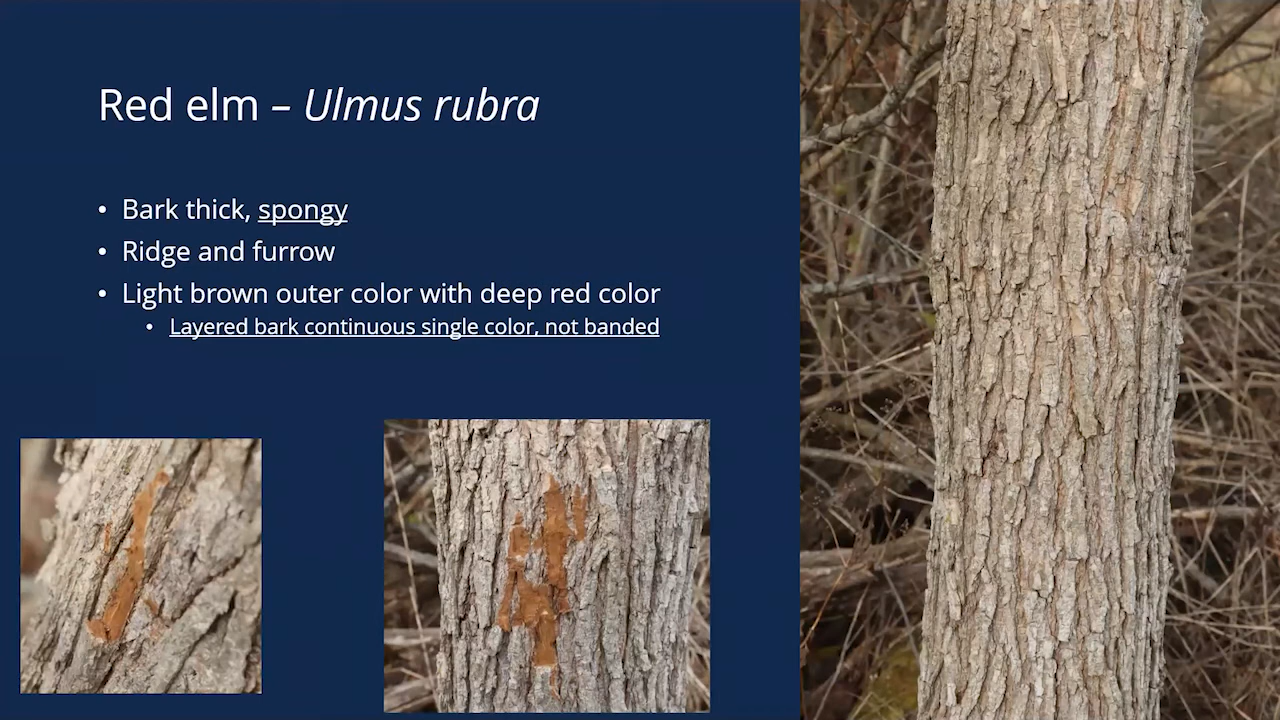 Red elm – Ulmus rubra
• Bark thick, spongy
• Ridge and furrow
• Light brown outer color with deep red color
• Layered bark continuous single color, not banded